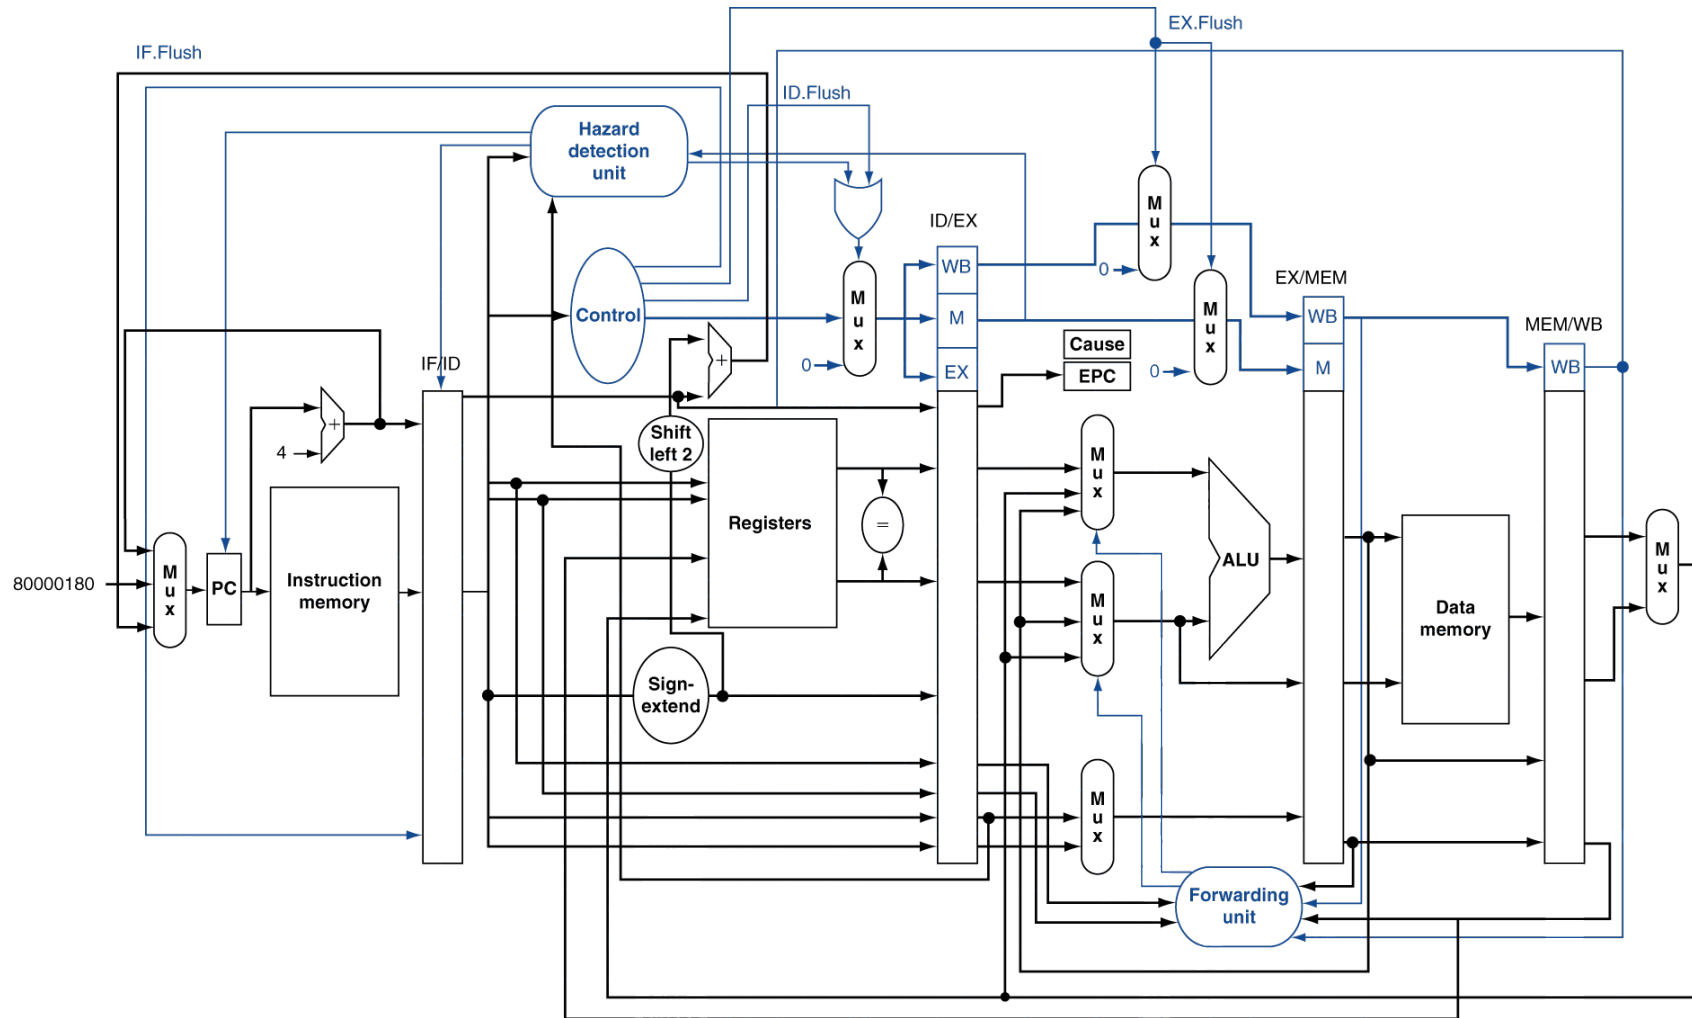 EX.Flush
IF.Flush
ID.Flush
Hazard
detection
unit
M
u
x
ID/EX
WB
0
EX/MEM
M
u
x
Control
M
u
x
M
WB
MEM/WB
Cause
0
EX
EPC
0
M
WB
IF/ID
+
+
4
Shift
left 2
M
u
x
Registers
=
80000180
M
u
x
PC
Instruction
memory
ALU
M
u
x
Data
memory
M
u
x
Sign-
extend
M
u
x
Forwarding
unit